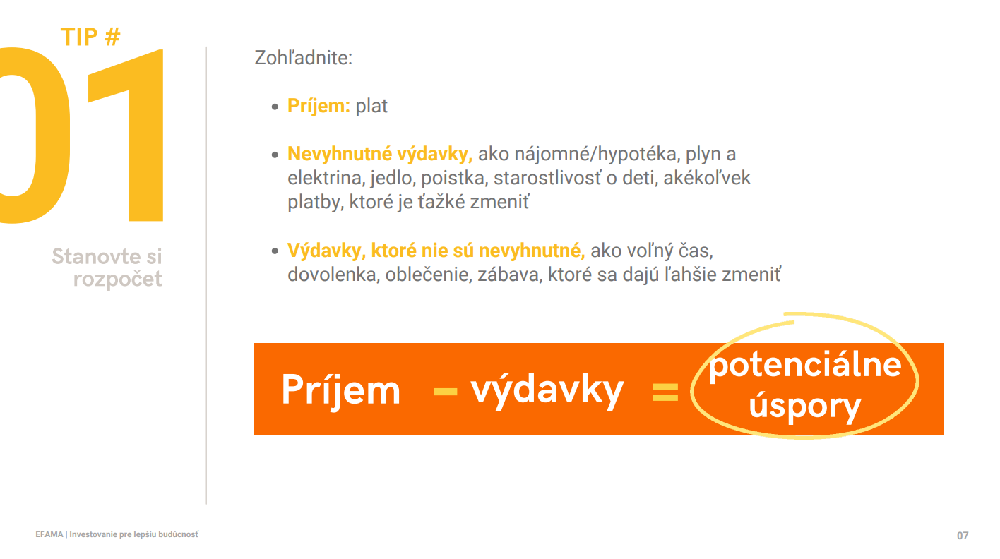 TIP #
01
Stanovte si
rozpočet
Zohľadnite:
• Príjem: plat
• Nevyhnutné výdavky, ako nájomné/hypotéka, plyn a
elektrina, jedlo, poistka, starostlivosť o deti, akékoľvek
platby, ktoré je ťažké zmeniť
• Výdavky, ktoré nie sú nevyhnutné, ako voľný čas,
dovolenka, oblečenie, zábava, ktoré sa dajú ľahšie zmeniť
Príjem – výdavky = potenciálne
úspory
EFAMA | Investovanie pre lepšiu budúcnosť
07